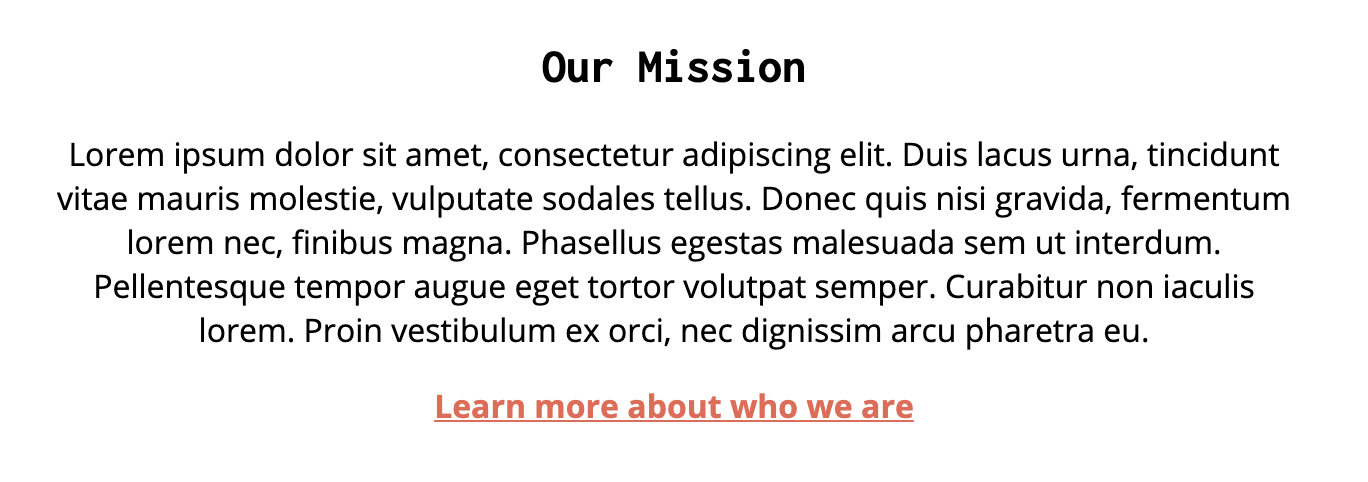 Our Mission
Lorem ipsum dolor sit amet, consectetur adipiscing elit. Duis lacus urna, tincidunt
vitae mauris molestie, vulputate sodales tellus. Donec quis nisi gravida, fermentum
lorem nec, finibus magna. Phasellus egestas malesuada sem ut interdum.
Pellentesque tempor augue eget tortor volutpat semper. Curabitur non iaculis
lorem. Proin vestibulum ex orci, nec dignissim arcu pharetra eu.
Learn more about who we are